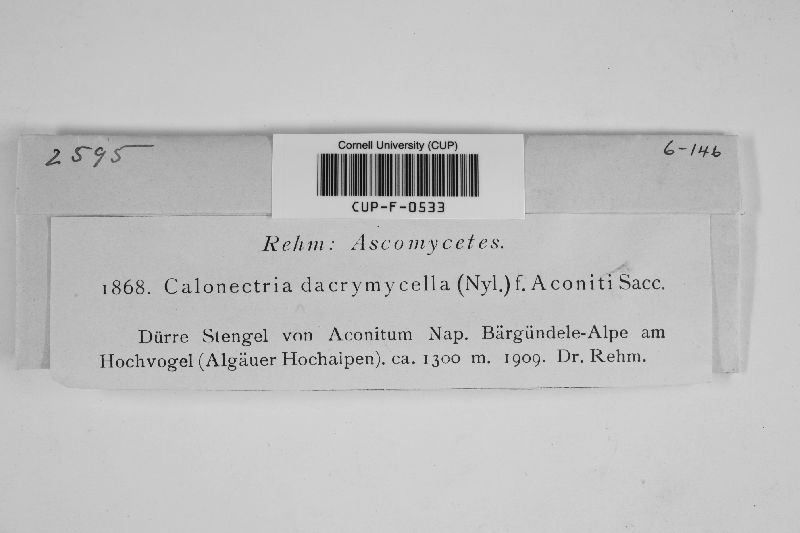 2595
Cornell University (CUP)
6-146
CUP-F-0533
Rehm: Ascomycetes.
1868. Calonectria dacrymycella (Nyl.) f. Aconiti Sacc.
Dürre Stengel von Aconitum Nap. Bärgündele-Alpe am
Hochvogel (Algäuer Hochalpen). ca. 1300 m. 1909. Dr. Rehm.